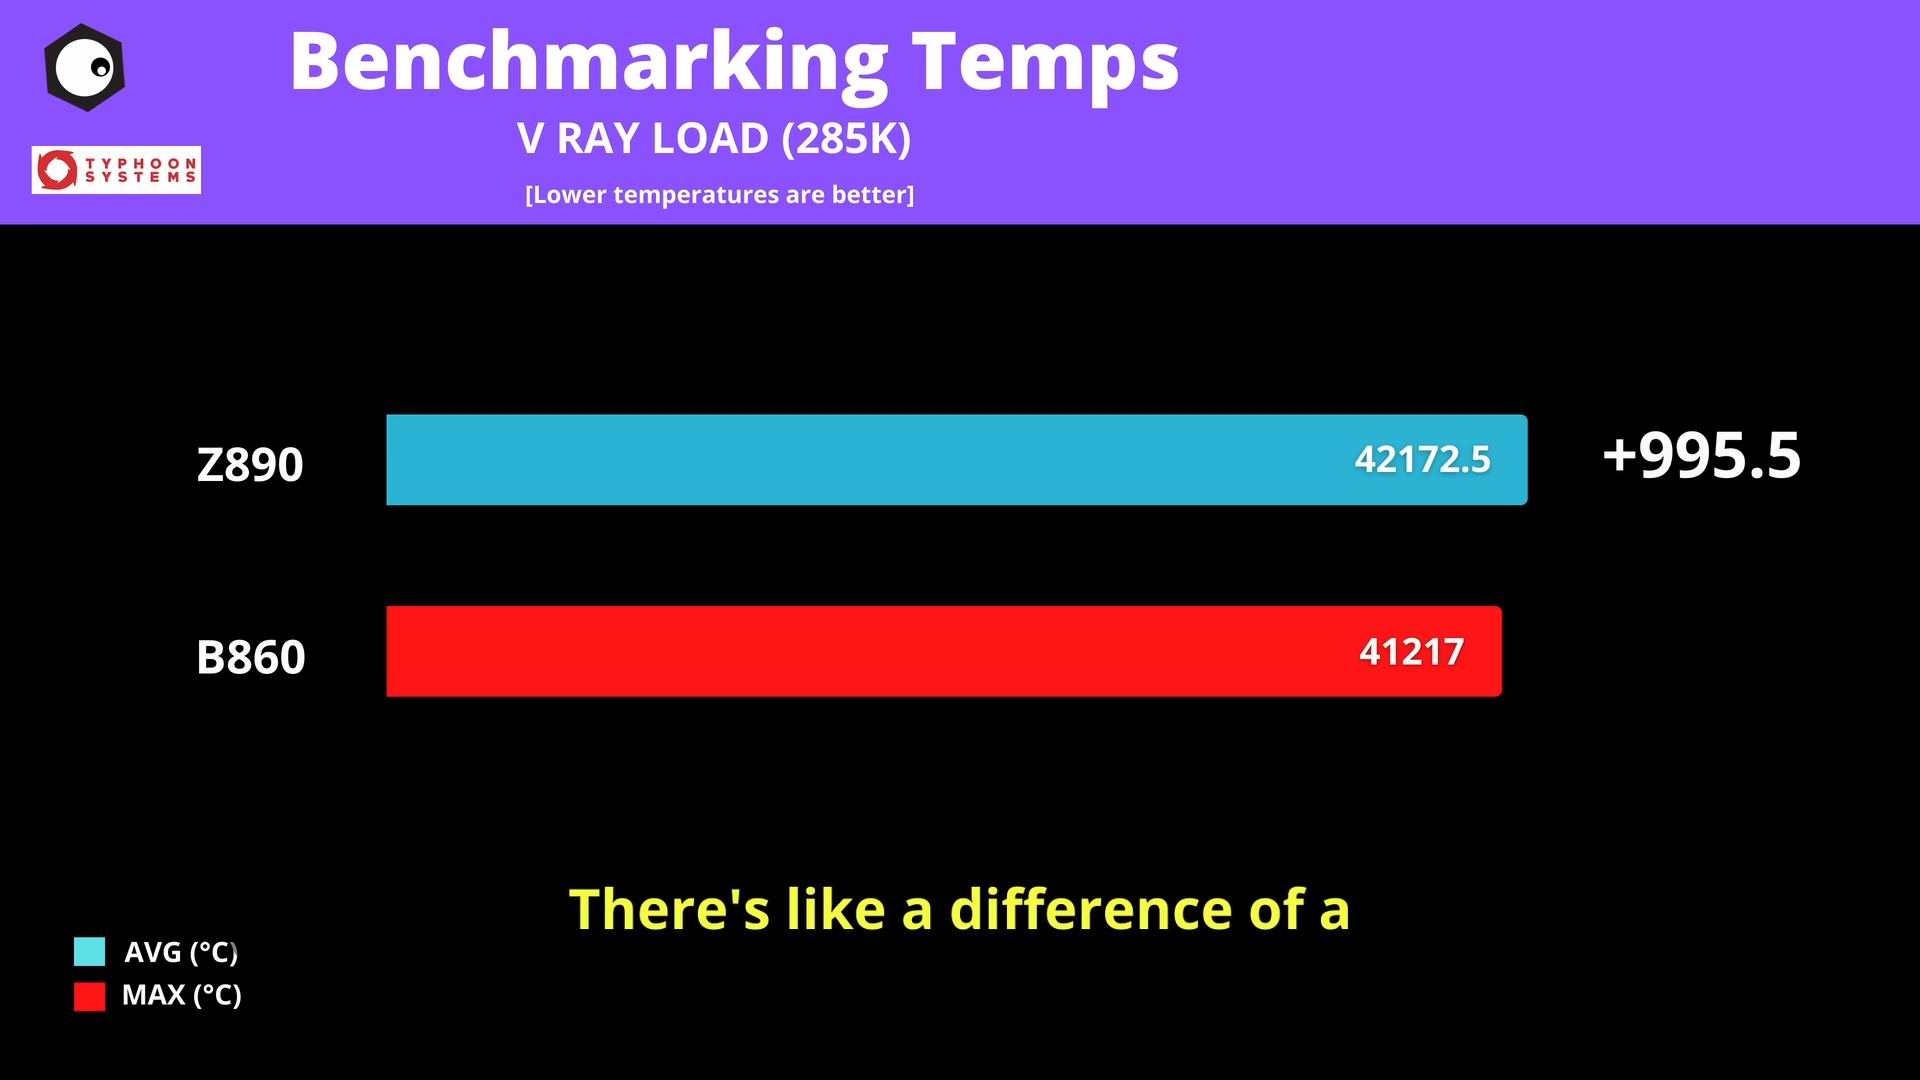 Benchmarking Temps
V RAY LOAD (285K)
TYPHOON
SYSTEMS
[Lower temperatures are better]
Z890
42172.5
+995.5
B860
41217
There's like a difference of a
AVG (°C)
MAX (°C)